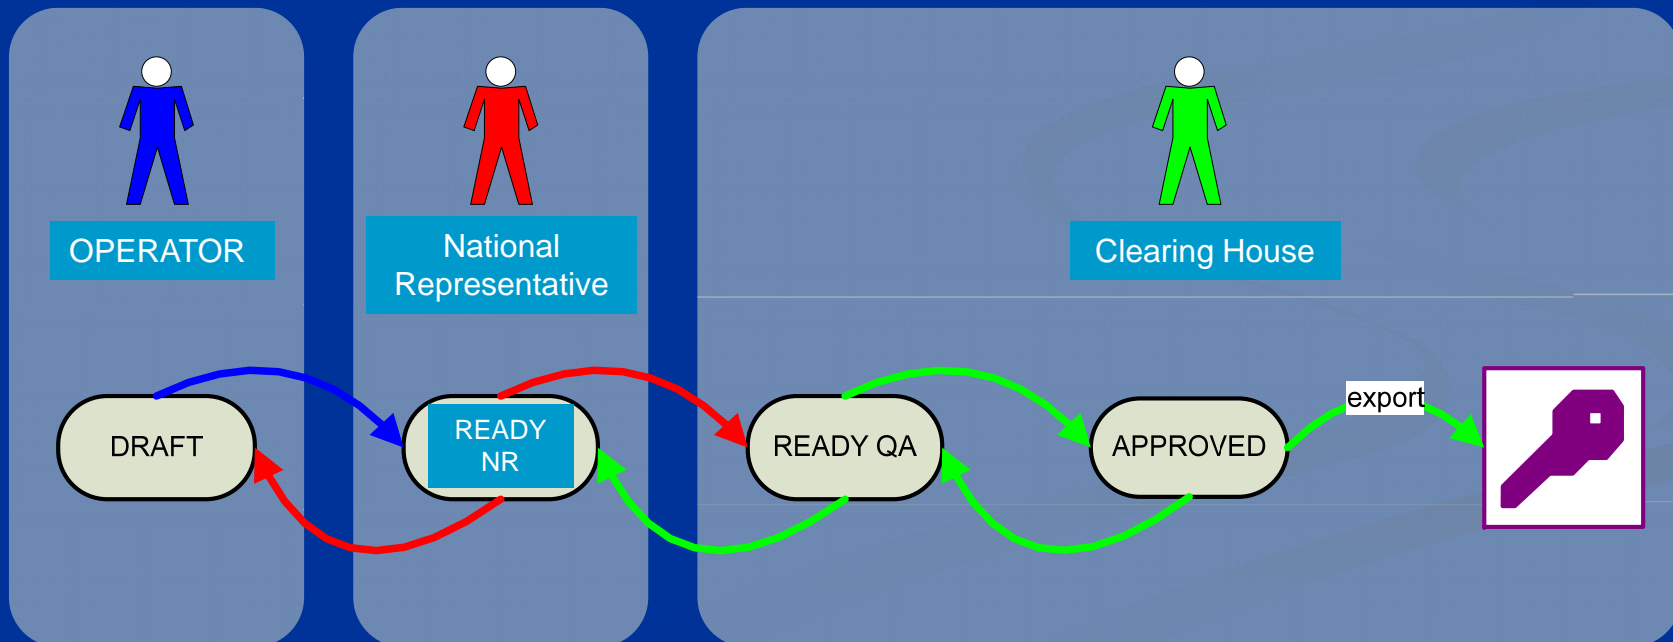 OPERATOR
National
Representative
Clearing House
DRAFT
READY
NR
READY QA
APPROVED
export